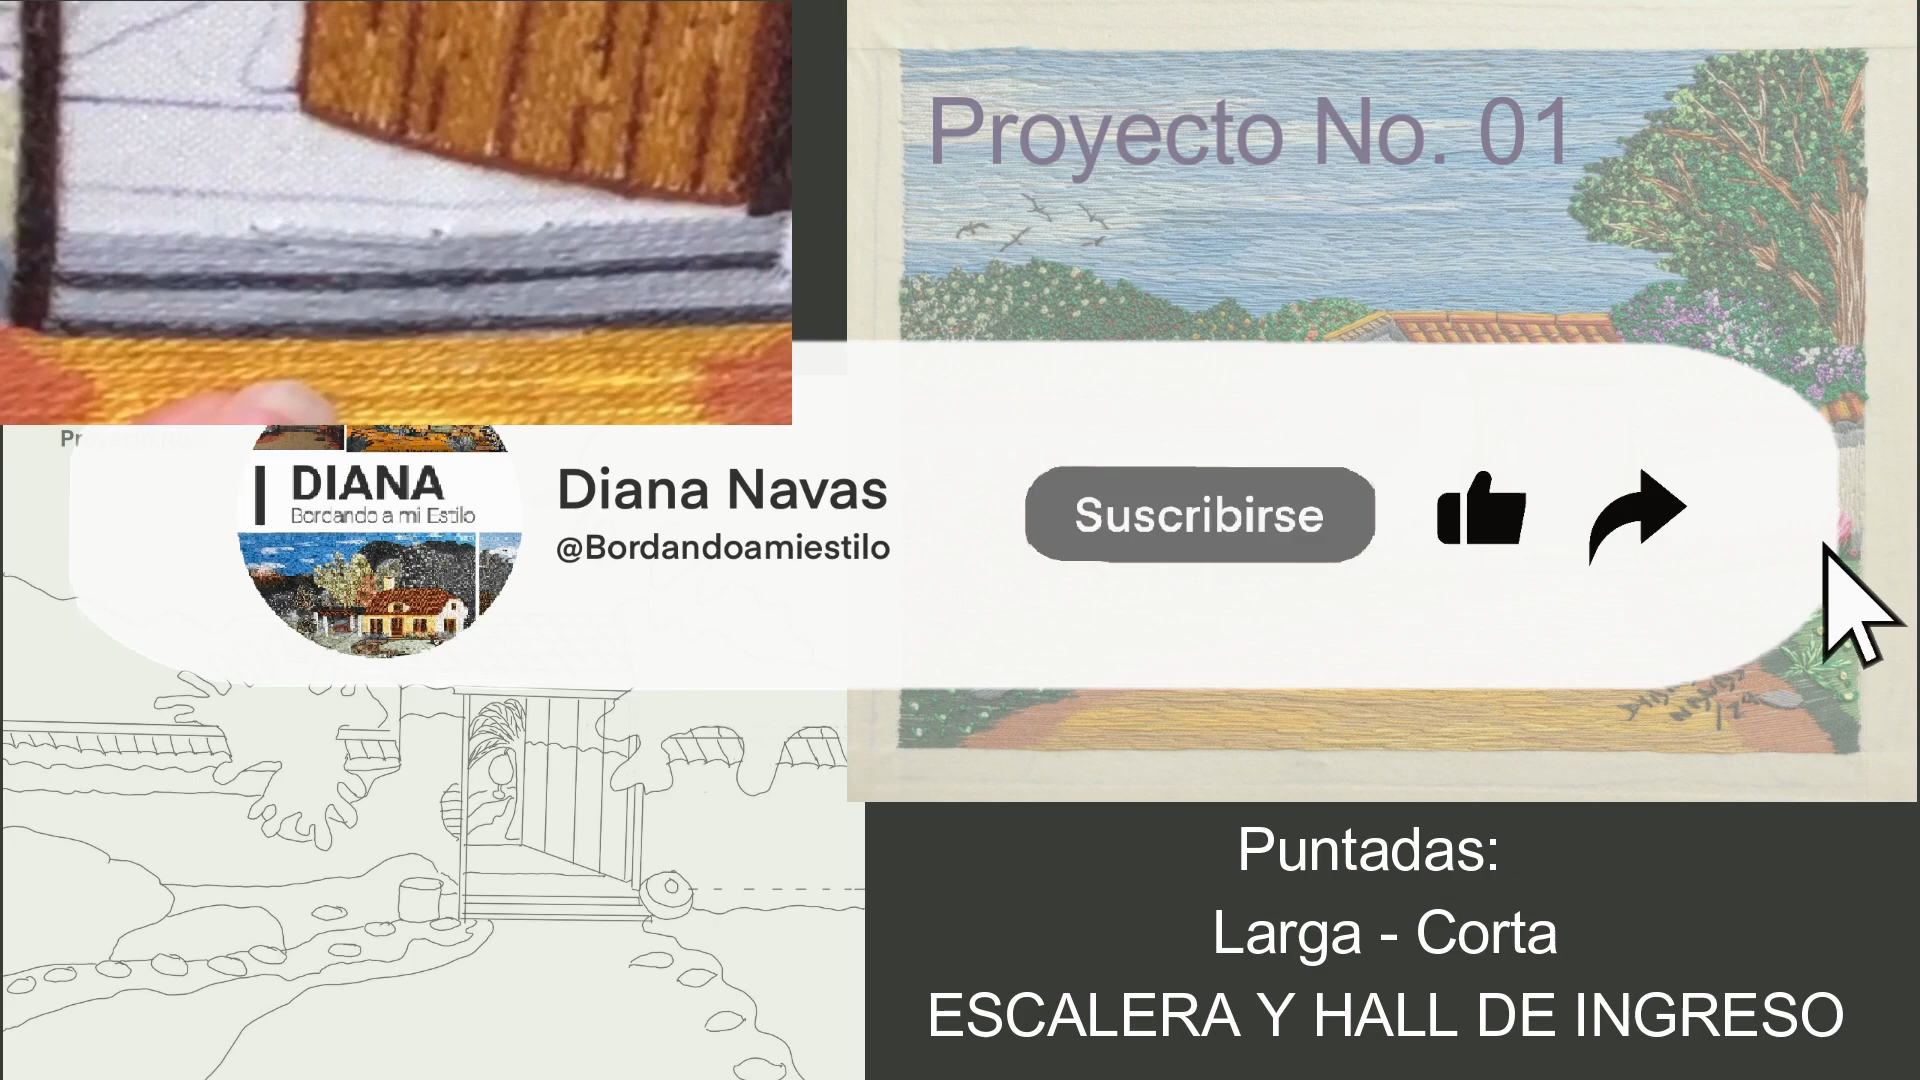 Proyecto No. 01
DIANA
Bordando a mi Estilo
Diana Navas
@Bordandoamiestilo
Suscribirse
Puntadas:
Larga - Corta
ESCALERA Y HALL DE INGRESO